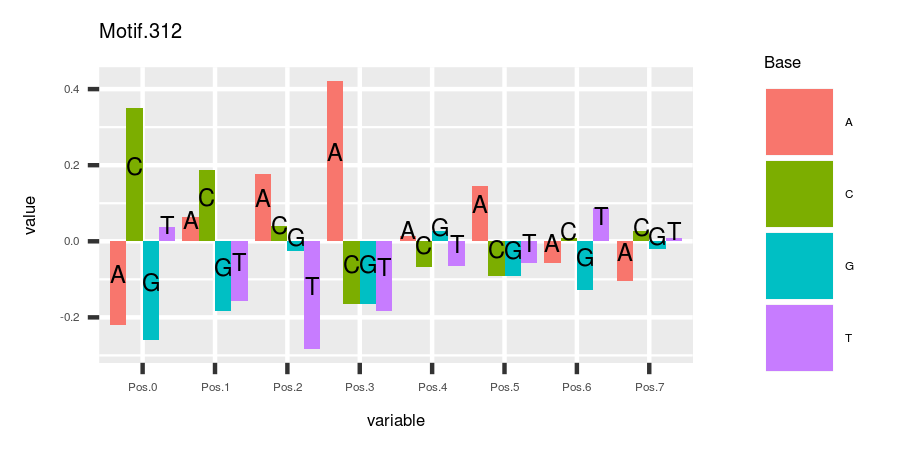 Motif.312
value
0.4
0.2
0.0
-0.2
A C G T A C G T A C G T A C G T A C G T A C G T A C G T A C G T
Pos.0 Pos.1 Pos.2 Pos.3 Pos.4 Pos.5 Pos.6 Pos.7
variable
Base
A
C
G
T